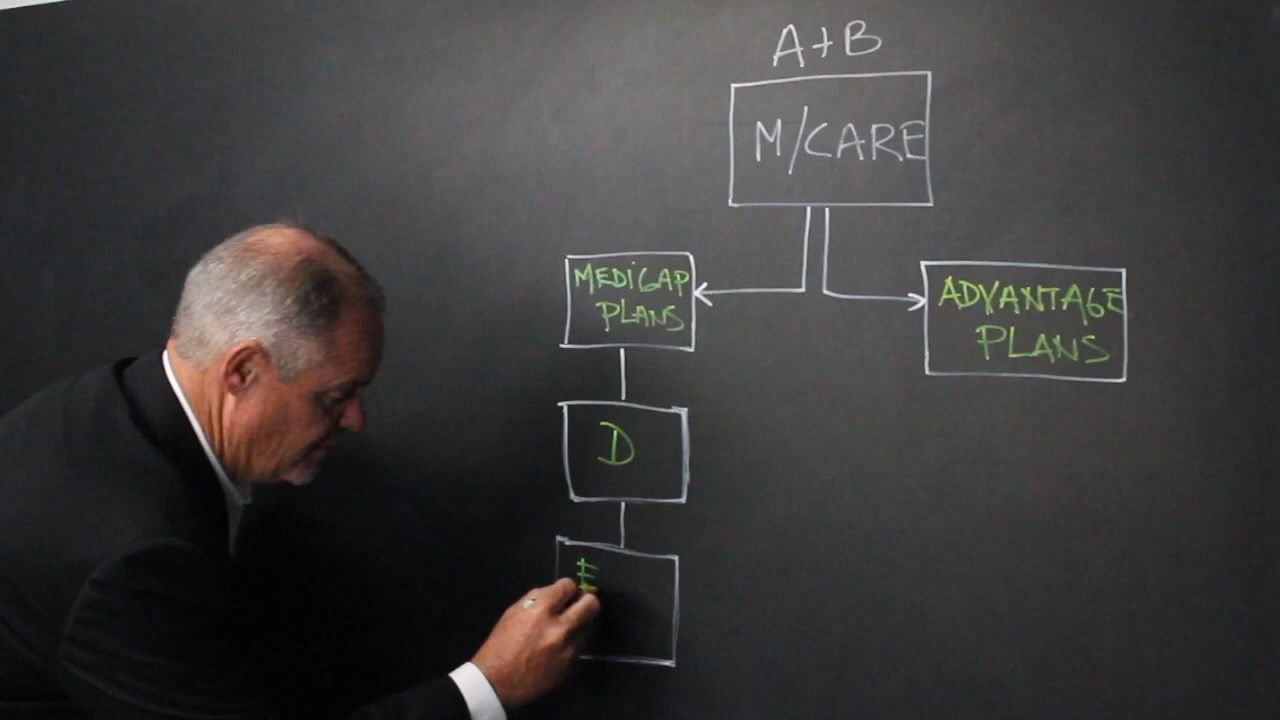 A+B
M/CARE
MEDIGAP
PLANS
ADVANTAGE
PLANS
D
E